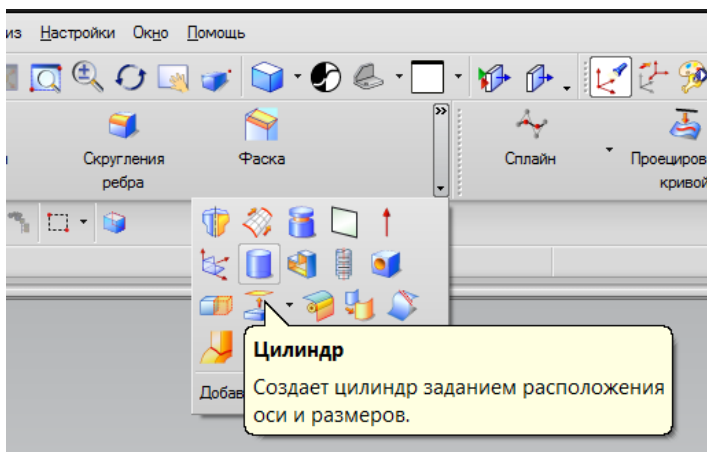 из Настройки Окно Помощь
Скругления ребра
Фаска
Сплайн
Проециров
кривой
Цилиндр
Создает цилиндр заданием расположения
оси и размеров.
Добав